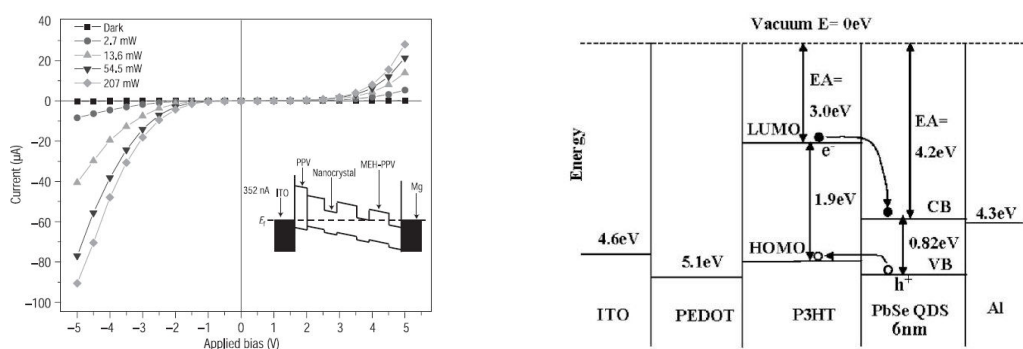 40
20
0
−20
−40
−60
−80
−100
Current (μA)
Dark
2.7 mW
13.6 mW
54.5 mW
207 mW
352 nA
ITO
PPV
Nanocrystal
MEH-PPV
Mg
Ef
−5 −4 −3 −2 −1 0 1 2 3 4 5
Applied bias (V)
Vacuum E= 0eV
Energy
EA=
3.0eV
EA=
4.2eV
LUMO
e-
1.9eV
CB
4.3eV
4.6eV
0.82eV
5.1eV
HOMO
VB
h+
ITO
PEDOT
P3HT
PbSe QDS
6nm
Al